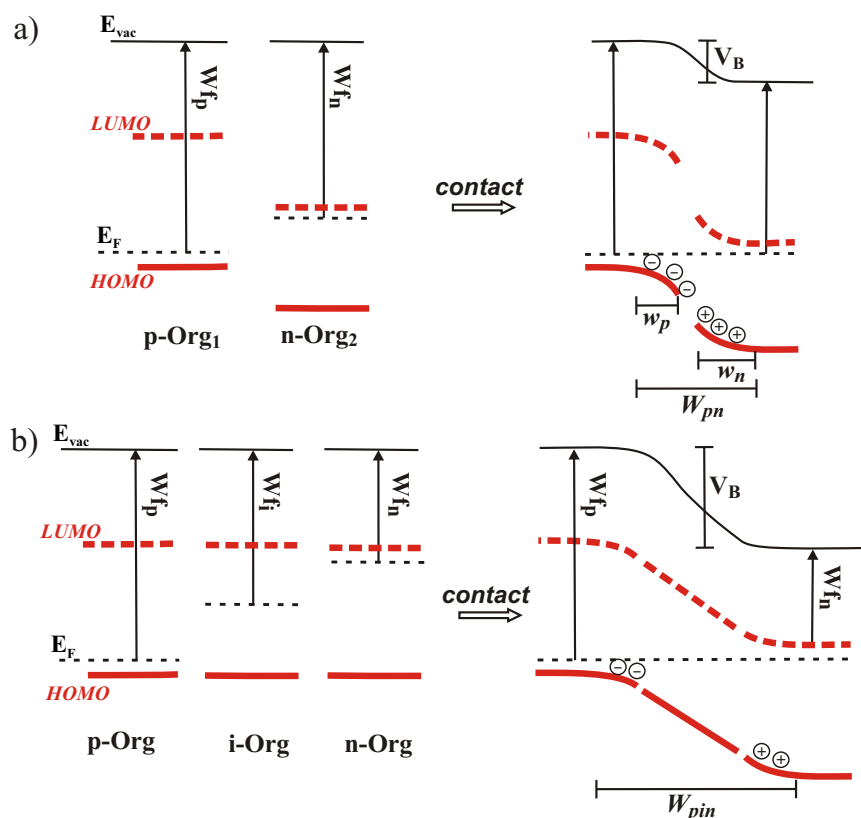 a)
E_vac
Wf_p
Wf_n
LUMO
E_F
HOMO
p-Org₁
n-Org₂
contact
V_B
− − −
w_p
+ + +
w_n
W_pn
b)
E_vac
Wf_p
Wf_i
Wf_n
LUMO
E_F
HOMO
p-Org
i-Org
n-Org
contact
Wf_p
V_B
Wf_n
− −
+ +
W_pin